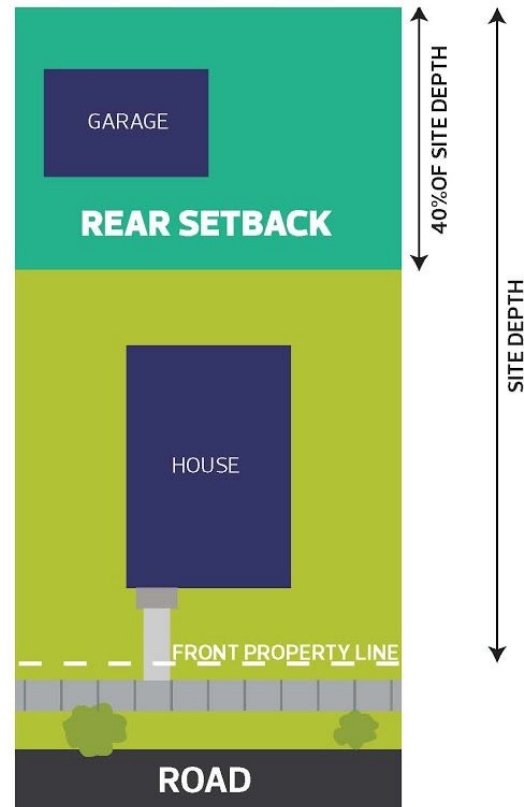 GARAGE
REAR SETBACK
40%OF SITE DEPTH
SITE DEPTH
HOUSE
FRONT PROPERTY LINE
ROAD